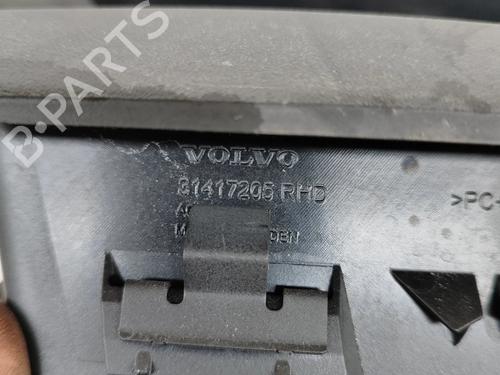 B-PARTS
VOLVO
31417205 RHD
>PC-